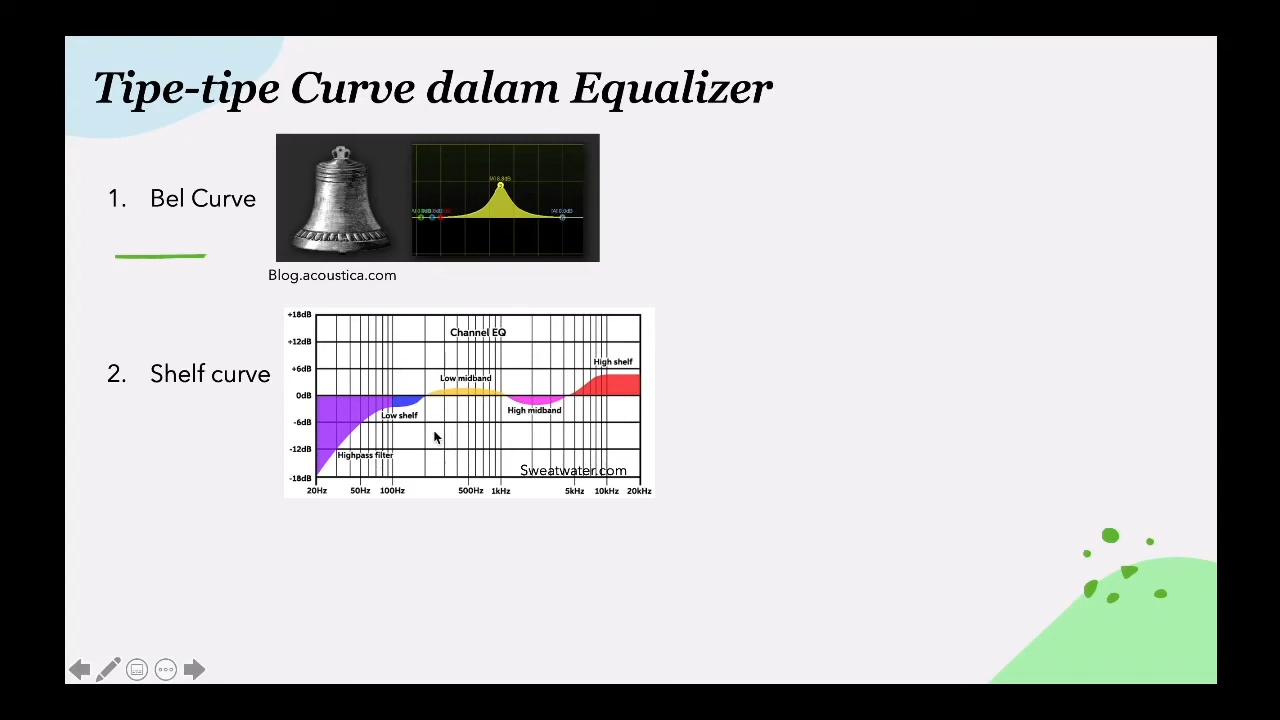 Tipe-tipe Curve dalam Equalizer
1. Bel Curve
Blog.acoustica.com
2. Shelf curve
Channel EQ
+18dB
+12dB
+6dB
0dB
-6dB
-12dB
-18dB
High shelf
Low midband
Low shelf
High midband
Highpass filter
Sweatwater.com
20Hz 50Hz 100Hz 500Hz 1kHz 5kHz 10kHz 20kHz